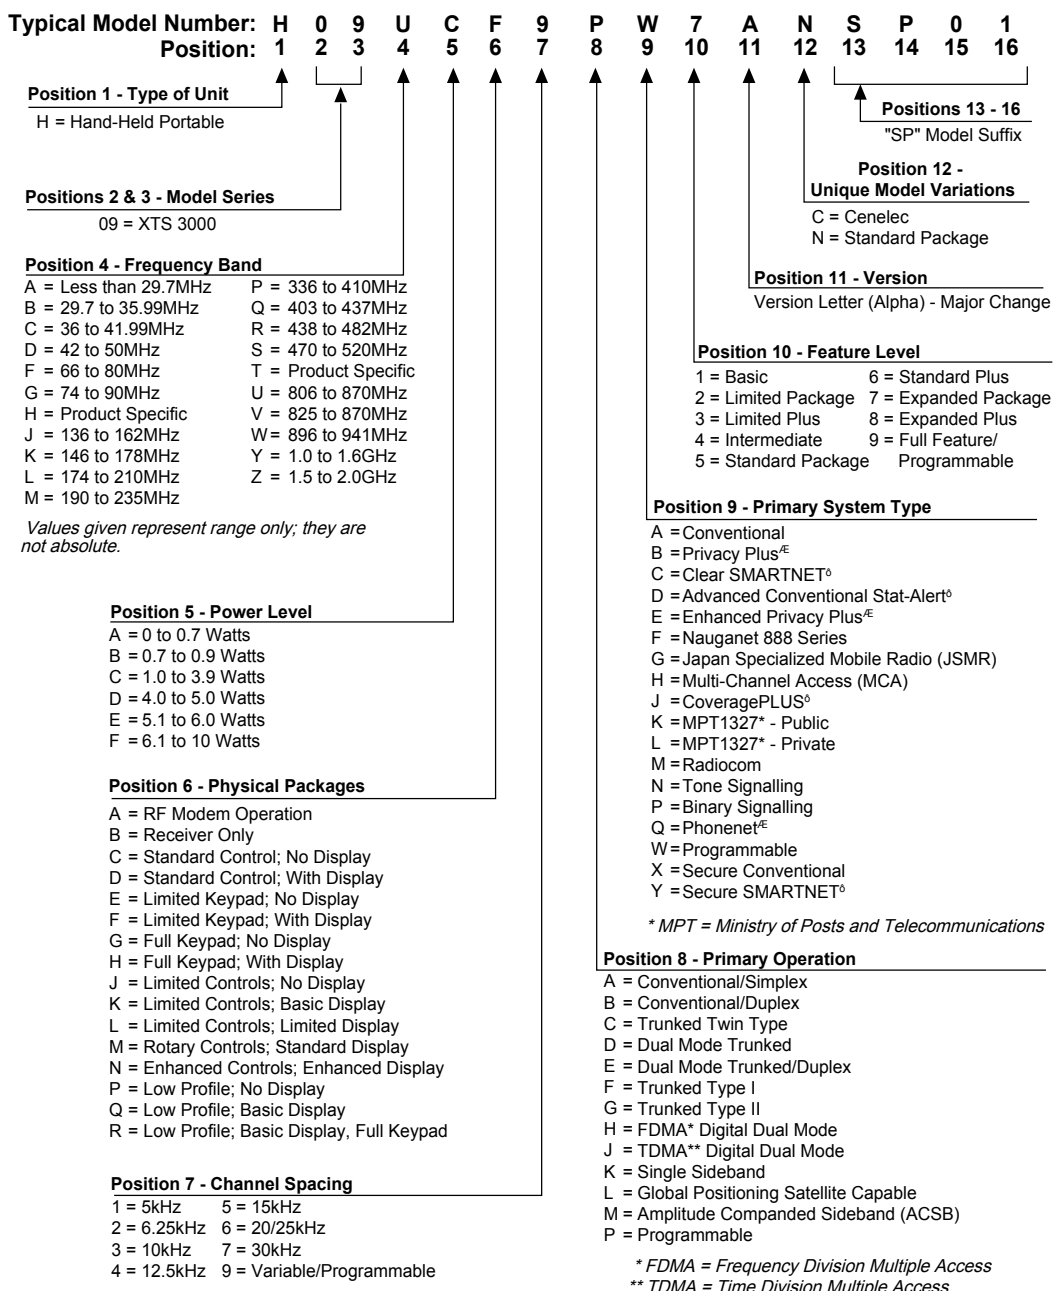 Typical Model Number: H 0 9 U C F 9 P W 7 A N S P 0 1
Position: 1 2 3 4 5 6 7 8 9 10 11 12 13 14 15 16
Position 1 - Type of Unit
H = Hand-Held Portable
Positions 2 & 3 - Model Series
09 = XTS 3000
Position 4 - Frequency Band
A = Less than 29.7MHz
B = 29.7 to 35.99MHz
C = 36 to 41.99MHz
D = 42 to 50MHz
F = 66 to 80MHz
G = 74 to 90MHz
H = Product Specific
J = 136 to 162MHz
K = 146 to 178MHz
L = 174 to 210MHz
M = 190 to 235MHz
P = 336 to 410MHz
Q = 403 to 437MHz
R = 438 to 482MHz
S = 470 to 520MHz
T = Product Specific
U = 806 to 870MHz
V = 825 to 870MHz
W = 896 to 941MHz
Y = 1.0 to 1.6GHz
Z = 1.5 to 2.0GHz
Values given represent range only; they are
not absolute.
Position 5 - Power Level
A = 0 to 0.7 Watts
B = 0.7 to 0.9 Watts
C = 1.0 to 3.9 Watts
D = 4.0 to 5.0 Watts
E = 5.1 to 6.0 Watts
F = 6.1 to 10 Watts
Position 6 - Physical Packages
A = RF Modem Operation
B = Receiver Only
C = Standard Control; No Display
D = Standard Control; With Display
E = Limited Keypad; No Display
F = Limited Keypad; With Display
G = Full Keypad; No Display
H = Full Keypad; With Display
J = Limited Controls; No Display
K = Limited Controls; Basic Display
L = Limited Controls; Limited Display
M = Rotary Controls; Standard Display
N = Enhanced Controls; Enhanced Display
P = Low Profile; No Display
Q = Low Profile; Basic Display
R = Low Profile; Basic Display, Full Keypad
Position 7 - Channel Spacing
1 = 5kHz
2 = 6.25kHz
3 = 10kHz
4 = 12.5kHz
5 = 15kHz
6 = 20/25kHz
7 = 30kHz
9 = Variable/Programmable
Positions 13 - 16
"SP" Model Suffix
Position 12 -
Unique Model Variations
C = Cenelec
N = Standard Package
Position 11 - Version
Version Letter (Alpha) - Major Change
Position 10 - Feature Level
1 = Basic
2 = Limited Package
3 = Limited Plus
4 = Intermediate
5 = Standard Package
6 = Standard Plus
7 = Expanded Package
8 = Expanded Plus
9 = Full Feature/
Programmable
Position 9 - Primary System Type
A = Conventional
B = Privacy PlusÆ
C = Clear SMARTNETô
D = Advanced Conventional Stat-Alertô
E = Enhanced Privacy PlusÆ
F = Nauganet 888 Series
G = Japan Specialized Mobile Radio (JSMR)
H = Multi-Channel Access (MCA)
J = CoveragePLUSô
K = MPT1327* - Public
L = MPT1327* - Private
M = Radiocom
N = Tone Signalling
P = Binary Signalling
Q = PhonenetÆ
W = Programmable
X = Secure Conventional
Y = Secure SMARTNETô
* MPT = Ministry of Posts and Telecommunications
Position 8 - Primary Operation
A = Conventional/Simplex
B = Conventional/Duplex
C = Trunked Twin Type
D = Dual Mode Trunked
E = Dual Mode Trunked/Duplex
F = Trunked Type I
G = Trunked Type II
H = FDMA* Digital Dual Mode
J = TDMA** Digital Dual Mode
K = Single Sideband
L = Global Positioning Satellite Capable
M = Amplitude Companded Sideband (ACSB)
P = Programmable
* FDMA = Frequency Division Multiple Access
** TDMA = Time Division Multiple Access